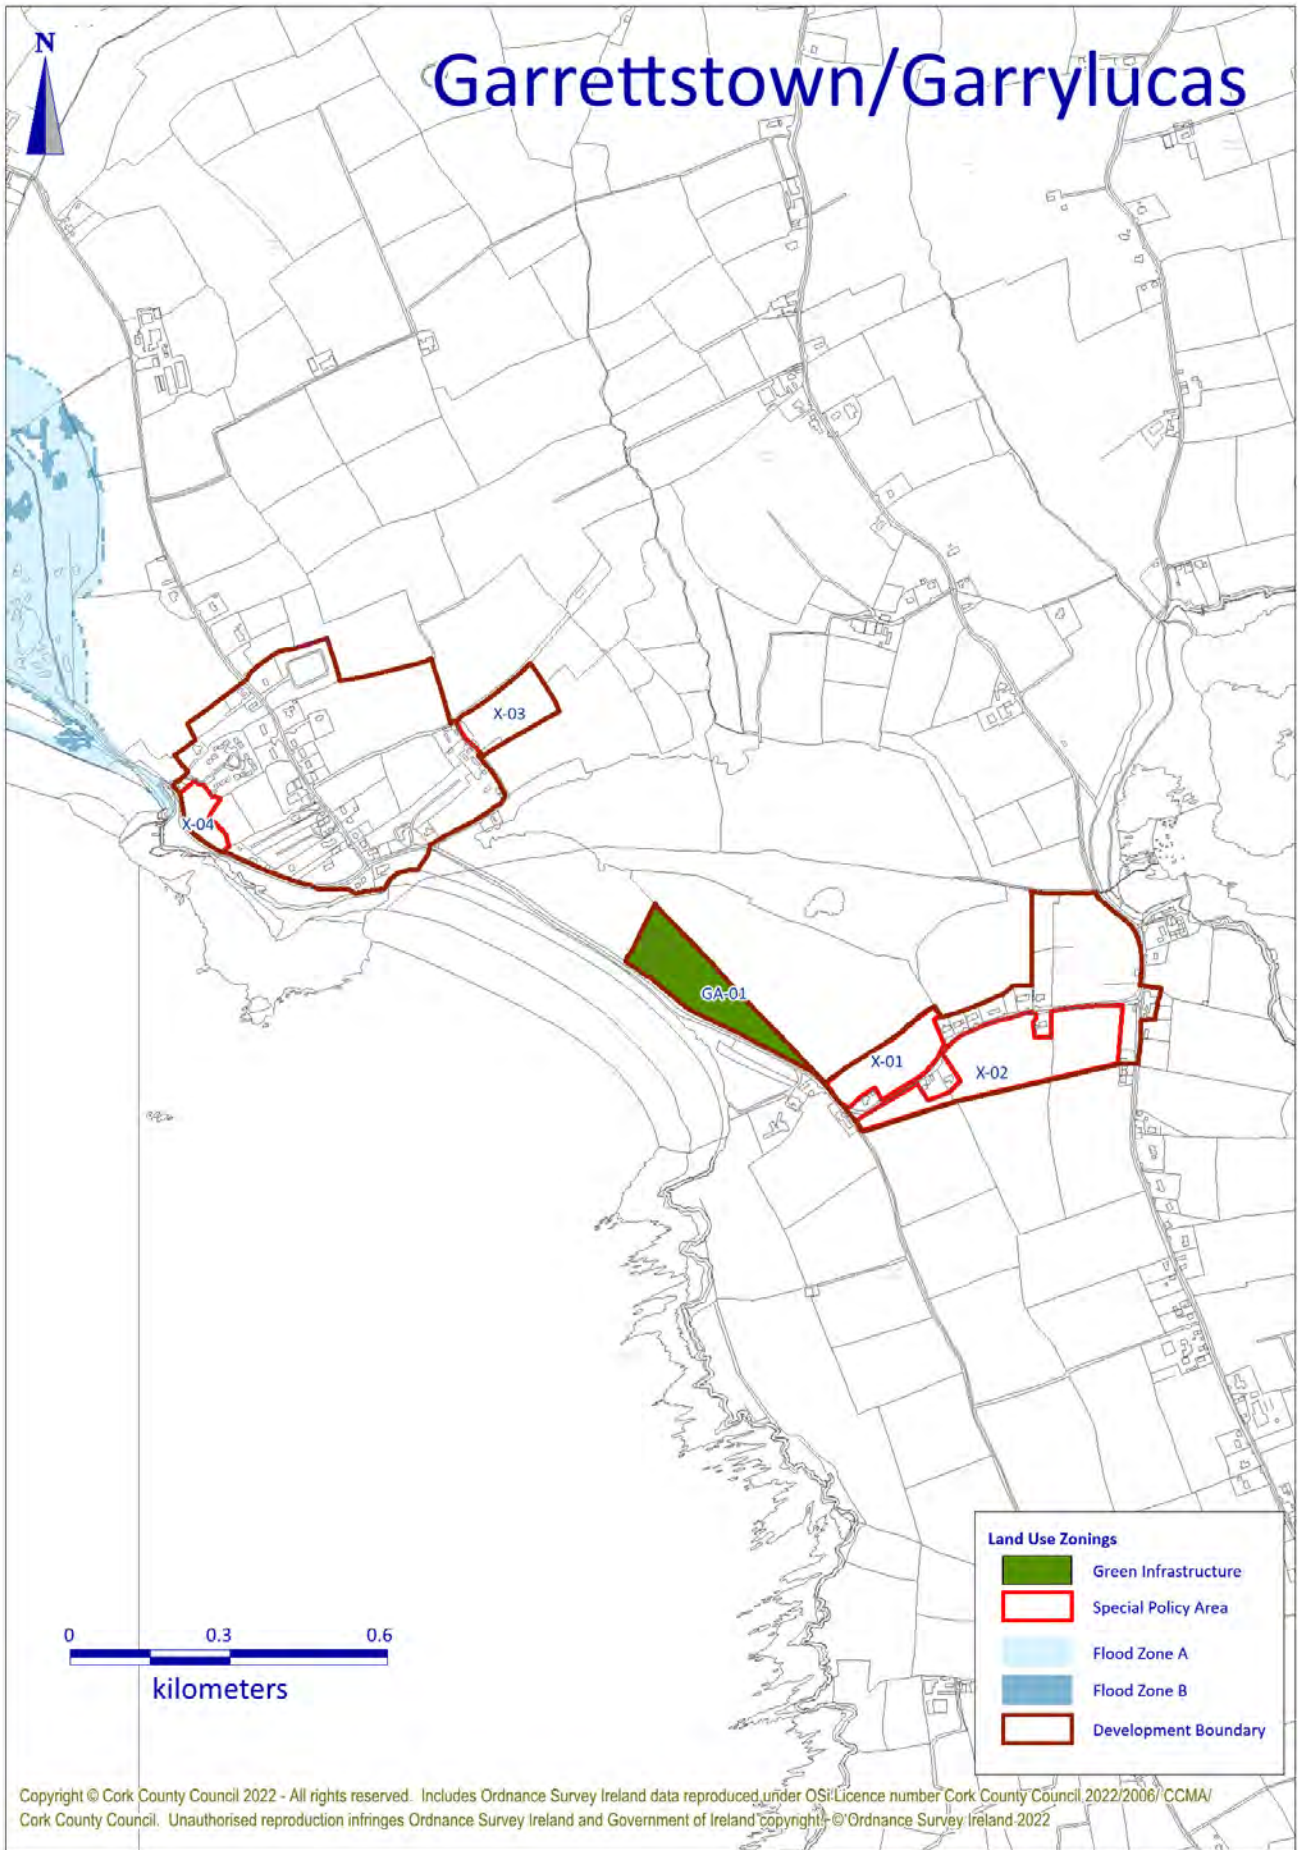 N
Garrettstown/Garrylucas
X-03
X-04
GA-01
X-01
X-02
Land Use Zonings
Green Infrastructure
Special Policy Area
Flood Zone A
Flood Zone B
Development Boundary
0 0.3 0.6
kilometers
Copyright © Cork County Council 2022 - All rights reserved. Includes Ordnance Survey Ireland data reproduced under OSi Licence number Cork County Council 2022/2006/ CCMA/
Cork County Council. Unauthorised reproduction infringes Ordnance Survey Ireland and Government of Ireland copyright. © Ordnance Survey Ireland 2022